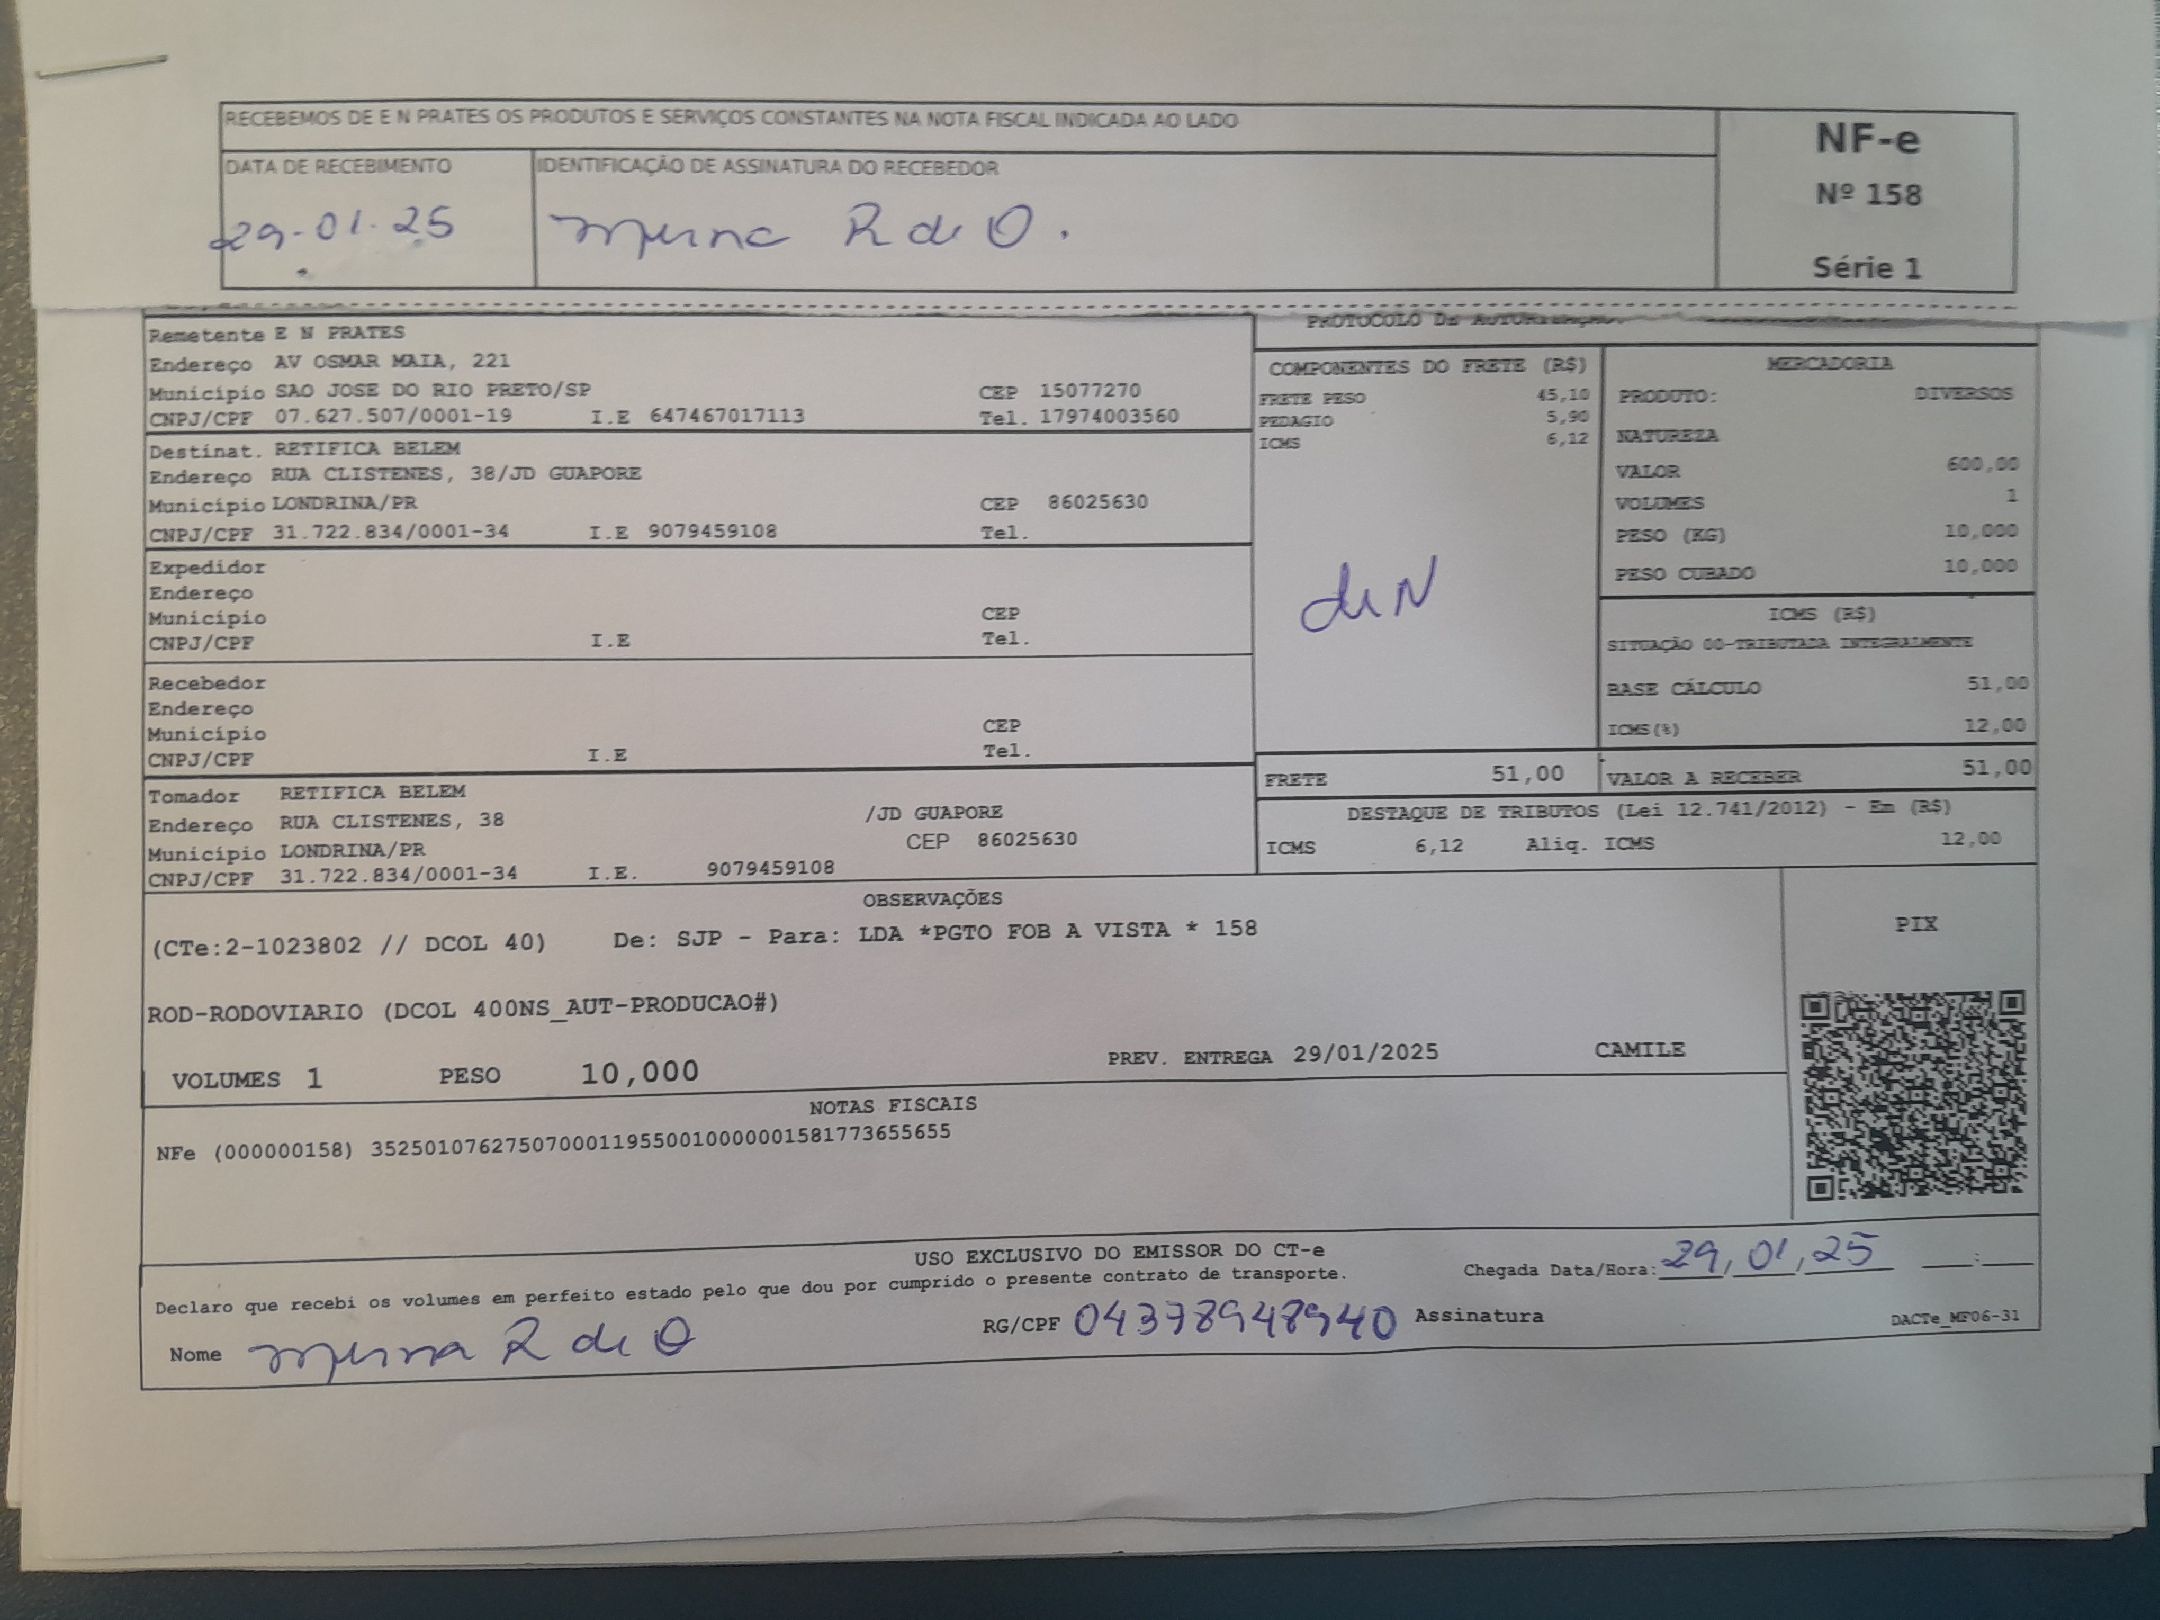 RECEBEMOS DE E N PRATES OS PRODUTOS E SERVIÇOS CONSTANTES NA NOTA FISCAL INDICADA AO LADO
NF-e
Nº 158
Série 1
DATA DE RECEBIMENTO
29-01-25
IDENTIFICAÇÃO DE ASSINATURA DO RECEBEDOR
R de O.
Remetente E N PRATES
Endereço AV OSMAR MAIA, 221
Município SAO JOSE DO RIO PRETO/SP CEP 15077270
CNPJ/CPF 07.627.507/0001-19 I.E 647467017113 Tel. 17974003560
Destinat. RETIFICA BELEM
Endereço RUA CLISTENES, 38/JD GUAPORE
Município LONDRINA/PR CEP 86025630
CNPJ/CPF 31.722.834/0001-34 I.E 9079459108 Tel.
Expedidor
Endereço
Município CEP
CNPJ/CPF I.E Tel.
Recebedor
Endereço
Município CEP
CNPJ/CPF I.E Tel.
Tomador RETIFICA BELEM
Endereço RUA CLISTENES, 38 /JD GUAPORE
Município LONDRINA/PR CEP 86025630
CNPJ/CPF 31.722.834/0001-34 I.E. 9079459108
PROTOCOLO DE AUTORIZAÇÃO
COMPONENTES DO FRETE (R$)
FRETE PESO 45,10
PEDAGIO 5,90
ICMS 6,12
MERCADORIA
PRODUTO: DIVERSOS
NATUREZA
VALOR 600,00
VOLUMES 1
PESO (KG) 10,000
PESO CUBADO 10,000
ICMS (R$)
SITUAÇÃO 00-TRIBUTADA INTEGRALMENTE
BASE CÁLCULO 51,00
ICMS(%) 12,00
FRETE 51,00
VALOR A RECEBER 51,00
DESTAQUE DE TRIBUTOS (Lei 12.741/2012) - Em (R$)
ICMS 6,12 Aliq. ICMS 12,00
OBSERVAÇÕES
(CTe:2-1023802 // DCOL 40) De: SJP - Para: LDA *PGTO FOB A VISTA * 158
ROD-RODOVIARIO (DCOL 400NS_AUT-PRODUCAO#)
VOLUMES 1 PESO 10,000 PREV. ENTREGA 29/01/2025 CAMILE
PIX
NOTAS FISCAIS
NFe (000000158) 35250107627507000119550010000001581773655655
USO EXCLUSIVO DO EMISSOR DO CT-e
Declaro que recebi os volumes em perfeito estado pelo que dou por cumprido o presente contrato de transporte.
Chegada Data/Hora: 29,01,25 :
Nome R de O RG/CPF 04378948940 Assinatura
DACTe_MF06-31